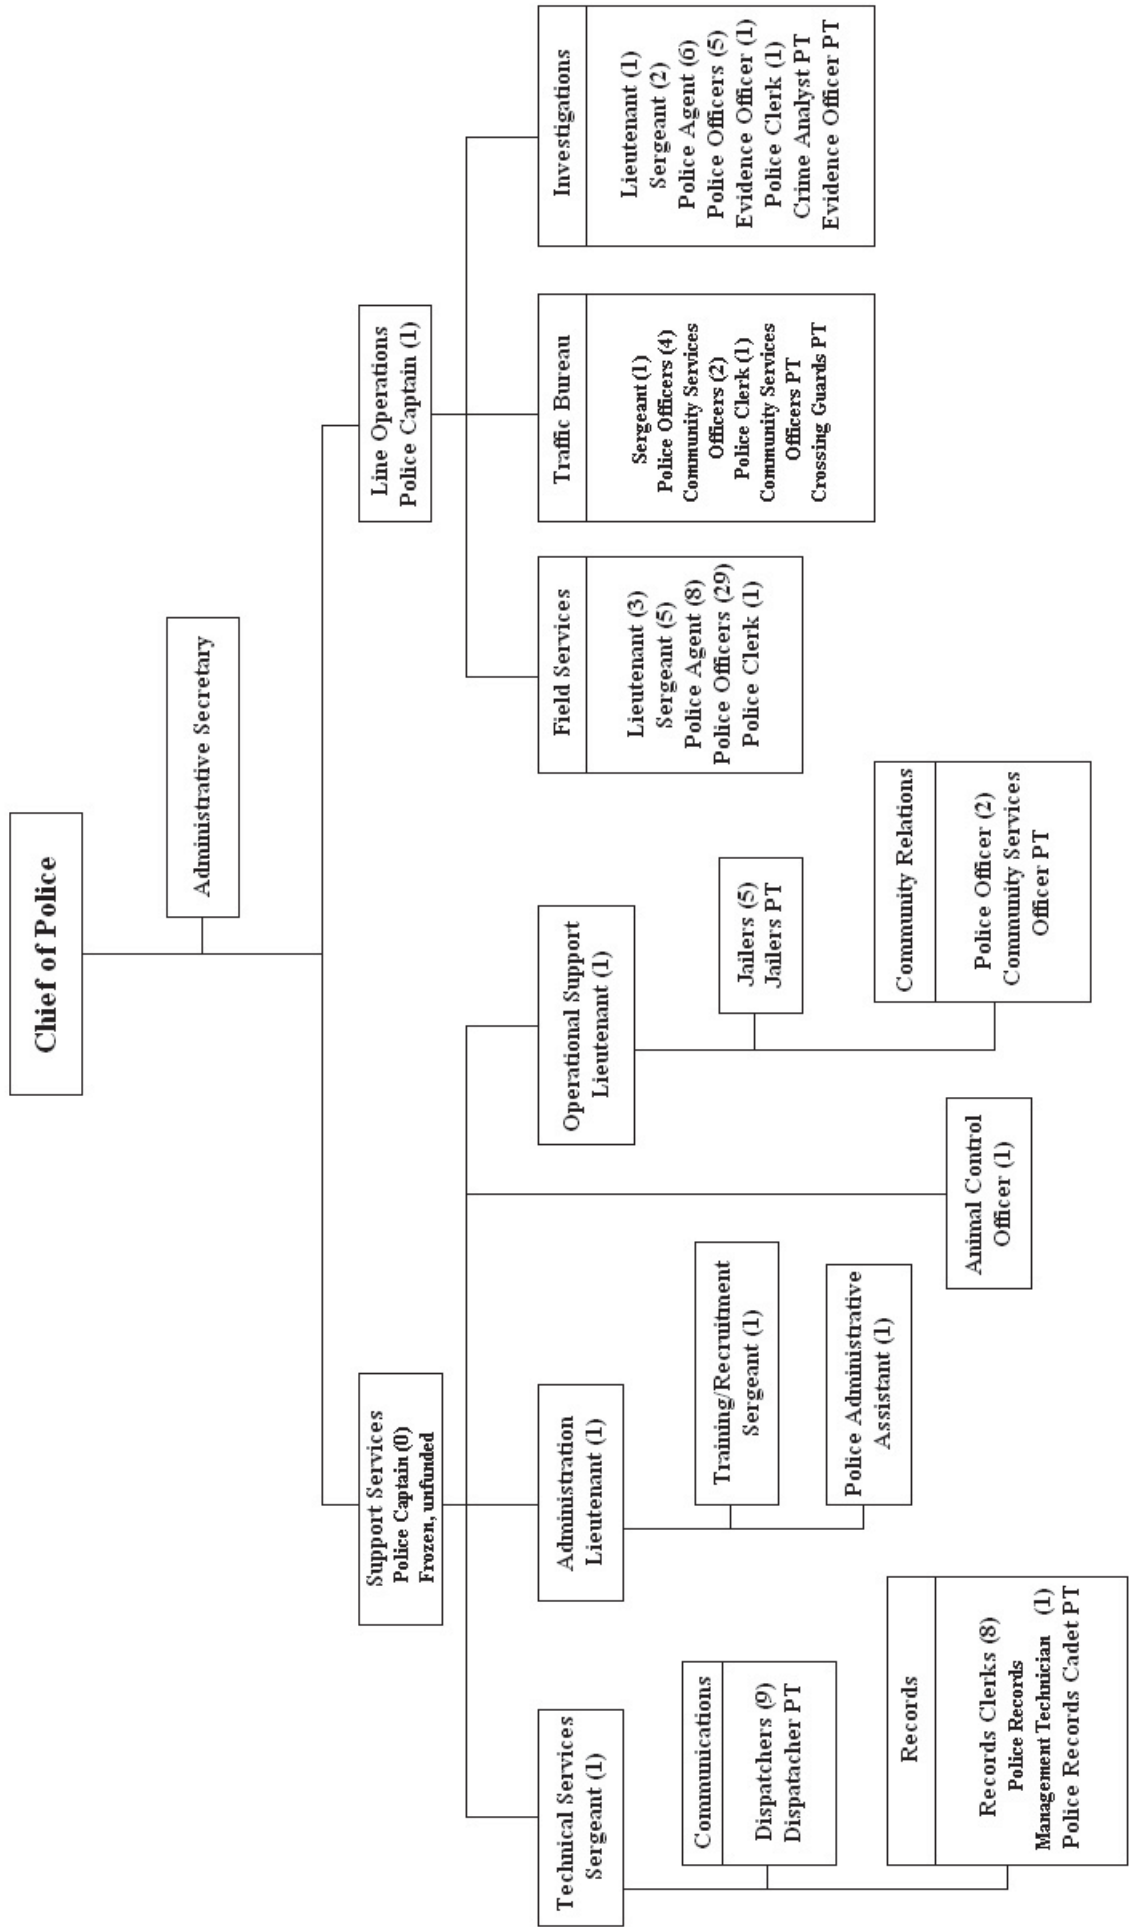 Chief of Police
Administrative Secretary
Support Services
Police Captain (0)
Frozen, unfunded
Line Operations
Police Captain (1)
Technical Services
Sergeant (1)
Administration
Lieutenant (1)
Operational Support
Lieutenant (1)
Field Services
Lieutenant (3)
Sergeant (5)
Police Agent (8)
Police Officers (29)
Police Clerk (1)
Traffic Bureau
Sergeant (1)
Police Officers (4)
Community Services
Officers (2)
Police Clerk (1)
Community Services
Officers PT
Crossing Guards PT
Investigations
Lieutenant (1)
Sergeant (2)
Police Agent (6)
Police Officers (5)
Evidence Officer (1)
Police Clerk (1)
Crime Analyst PT
Evidence Officer PT
Communications
Dispatchers (9)
Dispatacher PT
Training/Recruitment
Sergeant (1)
Jailers (5)
Jailers PT
Police Administrative
Assistant (1)
Community Relations
Police Officer (2)
Community Services
Officer PT
Records
Records Clerks (8)
Police Records
Management Technician (1)
Police Records Cadet PT
Animal Control
Officer (1)